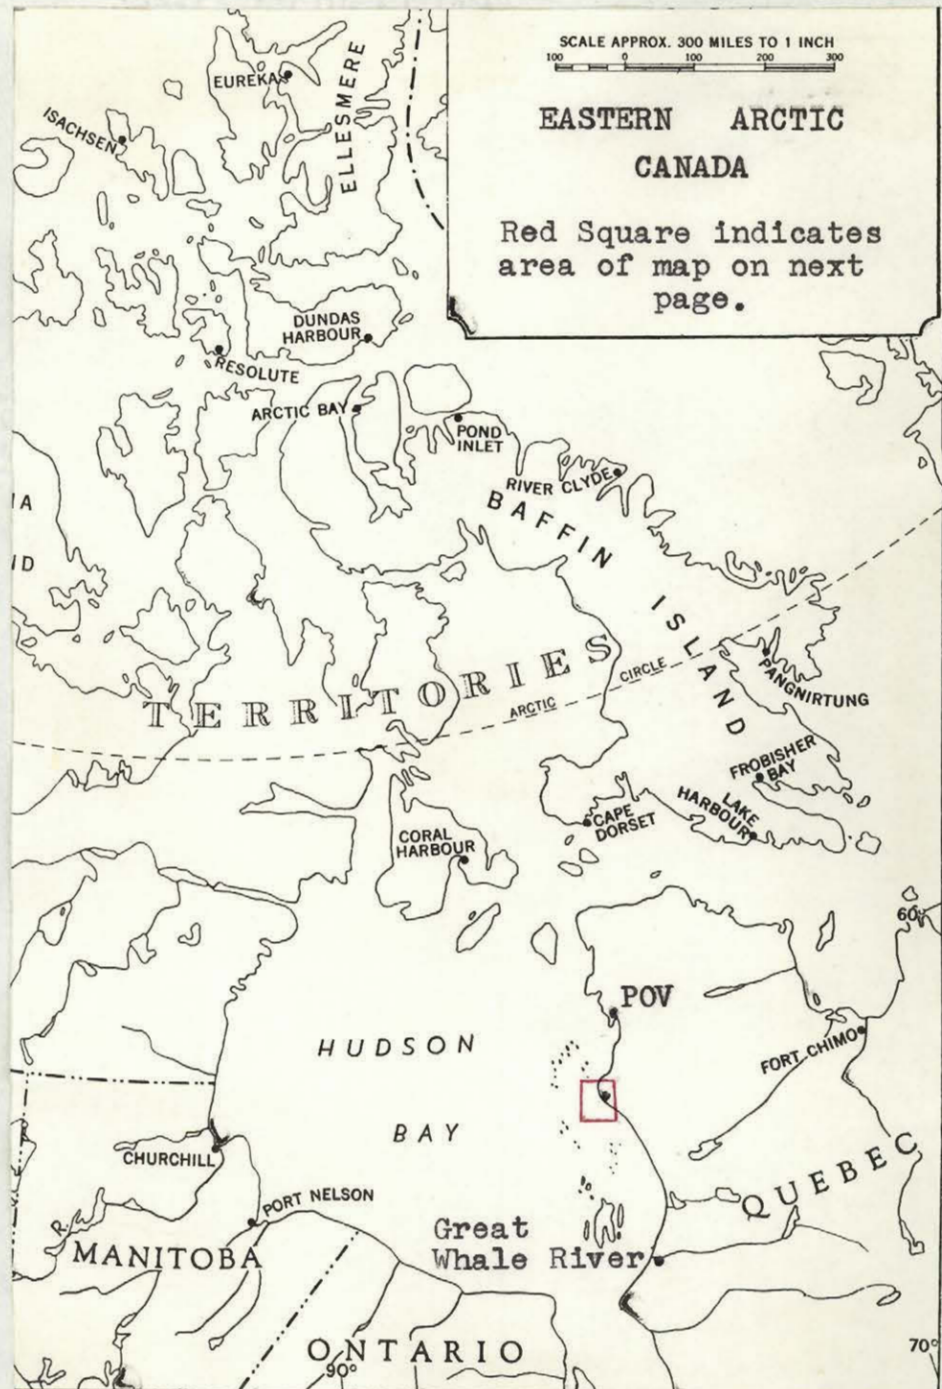 SCALE APPROX. 300 MILES TO 1 INCH
100 0 100 200 300
EASTERN ARCTIC
CANADA
Red Square indicates
area of map on next
page.
EUREKA
ELLESMERE
ISACHSEN
DUNDAS
HARBOUR
RESOLUTE
ARCTIC BAY
POND
INLET
RIVER CLYDE
BAFFIN
ISLAND
IA
ND
TERRITORIES
ARCTIC CIRCLE
PANGNIRTUNG
FROBISHER
BAY
LAKE
HARBOUR
CAPE
DORSET
CORAL
HARBOUR
60°
POV
HUDSON
BAY
FORT CHIMO
CHURCHILL
PORT NELSON
R.
MANITOBA
QUEBEC
Great
Whale River
ONTARIO
90°
70°